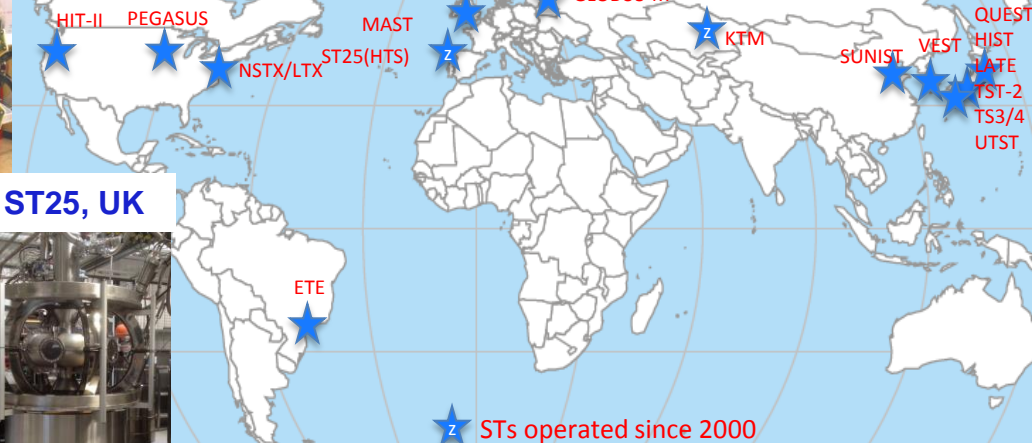 HIT-II
PEGASUS
NSTX/LTX
MAST
ST25(HTS)
Z
Z
KTM
SUNIST
VEST
QUEST
HIST
LATE
TST-2
TS3/4
UTST
ST25, UK
ETE
Z
STs operated since 2000